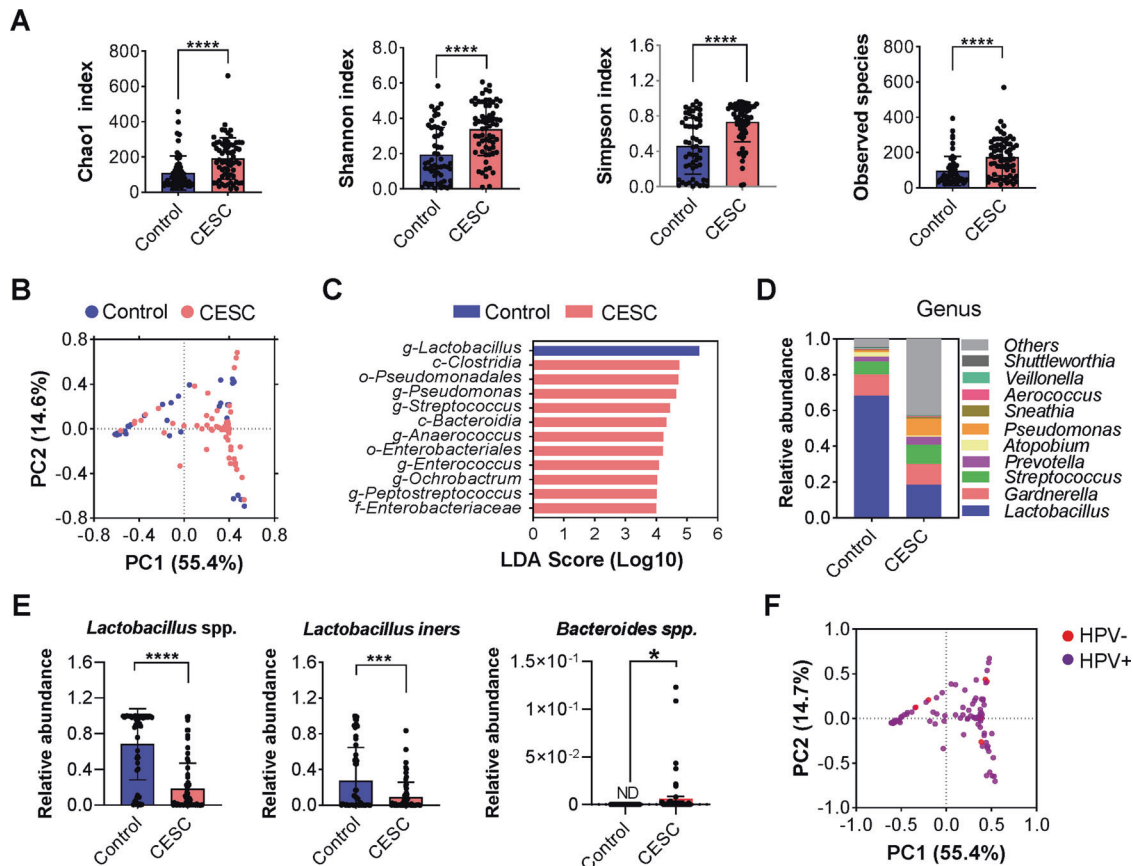 A
Chaol index
800
600
400
200
0
****
Control
CESC
Shannon index
8.0
6.0
4.0
2.0
0.0
****
Control
CESC
Simpson index
1.6
1.2
0.8
0.4
0.0
****
Control
CESC
Observed species
800
600
400
200
0
****
Control
CESC
B
Control CESC
PC2 (14.6%)
0.8
0.4
0.0
-0.4
-0.8
-0.8 -0.4 0.0 0.4 0.8
PC1 (55.4%)
C
Control CESC
g-Lactobacillus
c-Clostridia
o-Pseudomonadales
g-Pseudomonas
g-Streptococcus
c-Bacteroidia
g-Anaerococcus
o-Enterobacteriales
g-Enterococcus
g-Ochrobactrum
g-Peptostreptococcus
f-Enterobacteriaceae
0 1 2 3 4 5 6
LDA Score (Log10)
D
Genus
Relative abundance
1.0
0.8
0.6
0.4
0.2
0.0
Control
CESC
Others
Shuttleworthia
Veillonella
Aerococcus
Sneathia
Pseudomonas
Atopobium
Prevotella
Streptococcus
Gardnerella
Lactobacillus
E
Lactobacillus spp.
Relative abundance
1.6
1.2
0.8
0.4
0.0
****
Control
CESC
Lactobacillus iners
Relative abundance
1.6
1.2
0.8
0.4
0.0
***
Control
CESC
Bacteroides spp.
Relative abundance
1.5×10⁻¹
1.0×10⁻¹
5.0×10⁻²
0
*
ND
Control
CESC
F
HPV-
HPV+
PC2 (14.7%)
1.0
0.5
0.0
-0.5
-1.0
-1.0 -0.5 0.0 0.5 1.0
PC1 (55.4%)